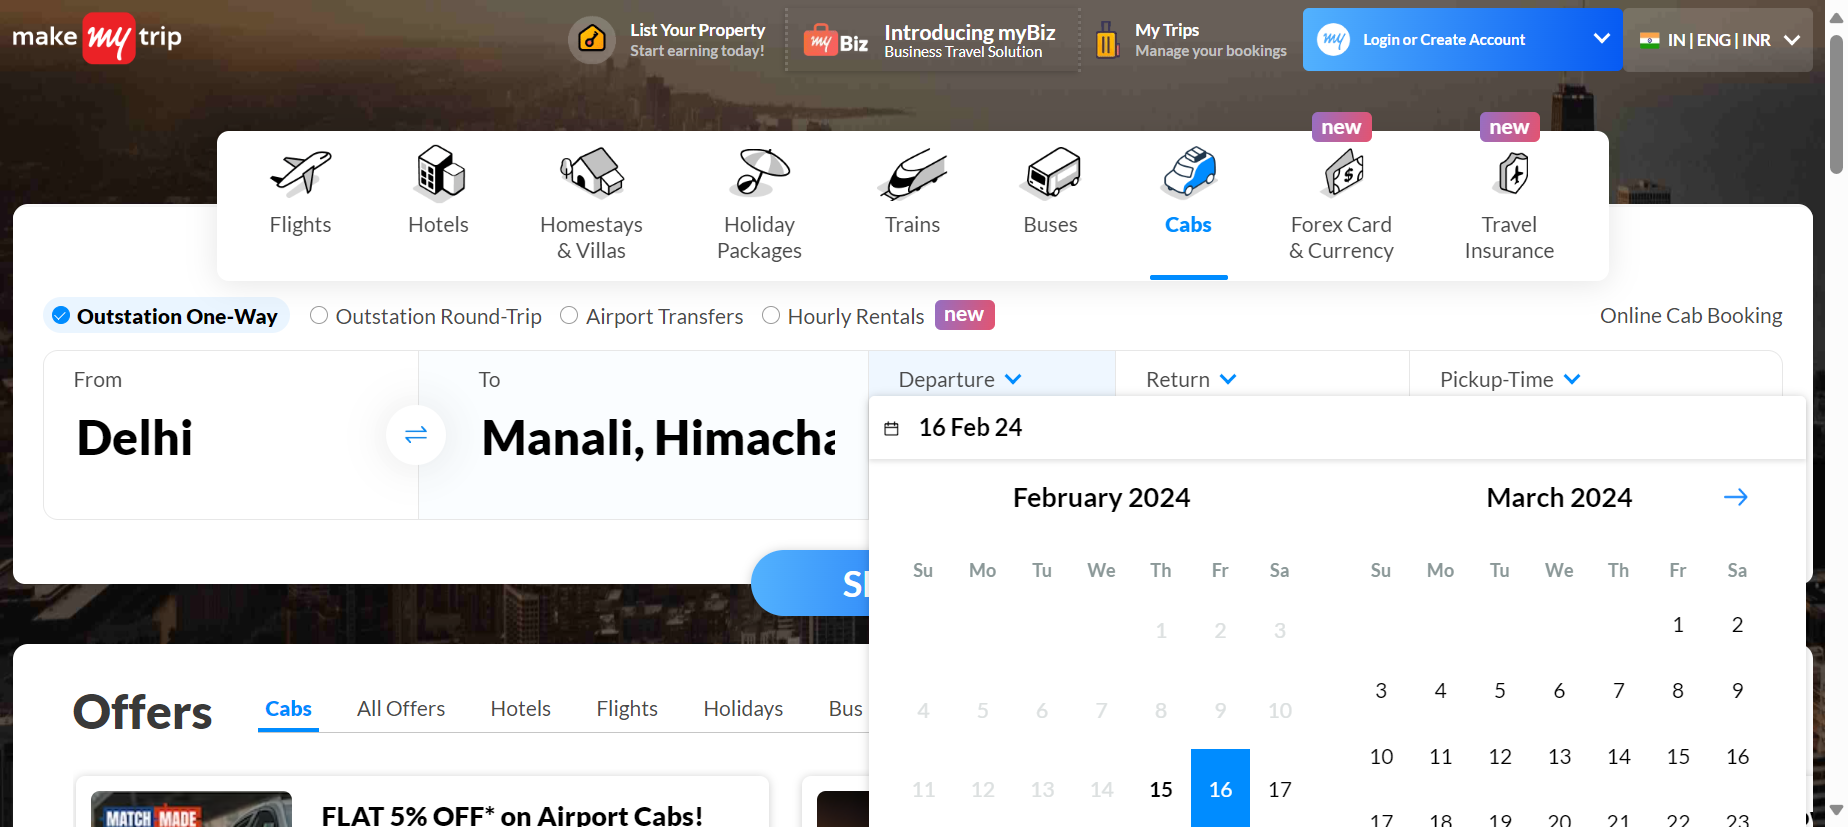 make my trip
List Your Property
Start earning today!
my Biz
Introducing myBiz
Business Travel Solution
My Trips
Manage your bookings
my
Login or Create Account
IN | ENG | INR
new
new
Flights
Hotels
Homestays
& Villas
Holiday
Packages
Trains
Buses
Cabs
Forex Card
& Currency
Travel
Insurance
Outstation One-Way
Outstation Round-Trip
Airport Transfers
Hourly Rentals
new
Online Cab Booking
From
Delhi
To
Manali, Himacha
Departure
Return
Pickup-Time
16 Feb 24
February 2024
Su Mo Tu We Th Fr Sa
1 2 3
4 5 6 7 8 9 10
11 12 13 14 15 16 17
March 2024
Su Mo Tu We Th Fr Sa
1 2
3 4 5 6 7 8 9
10 11 12 13 14 15 16
17 18 19 20 21 22 23
Offers
Cabs
All Offers
Hotels
Flights
Holidays
Bus
MATCH MADE
FLAT 5% OFF* on Airport Cabs!